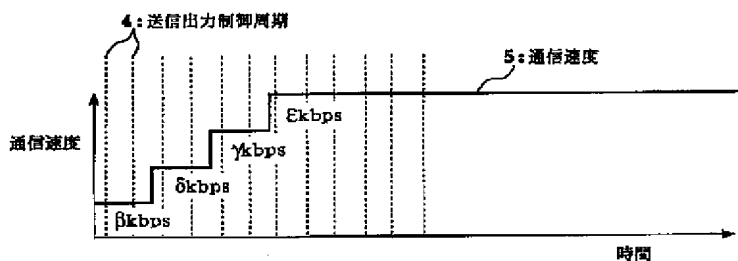 4:送信出力制御周期
5:通信速度
通信速度
εkbps
γkbps
δkbps
βkbps
時間